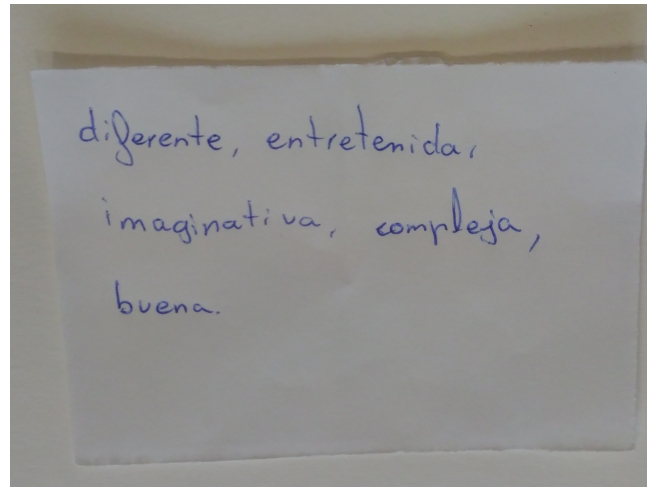 diferente, entretenida,
imaginativa, compleja,
buena.